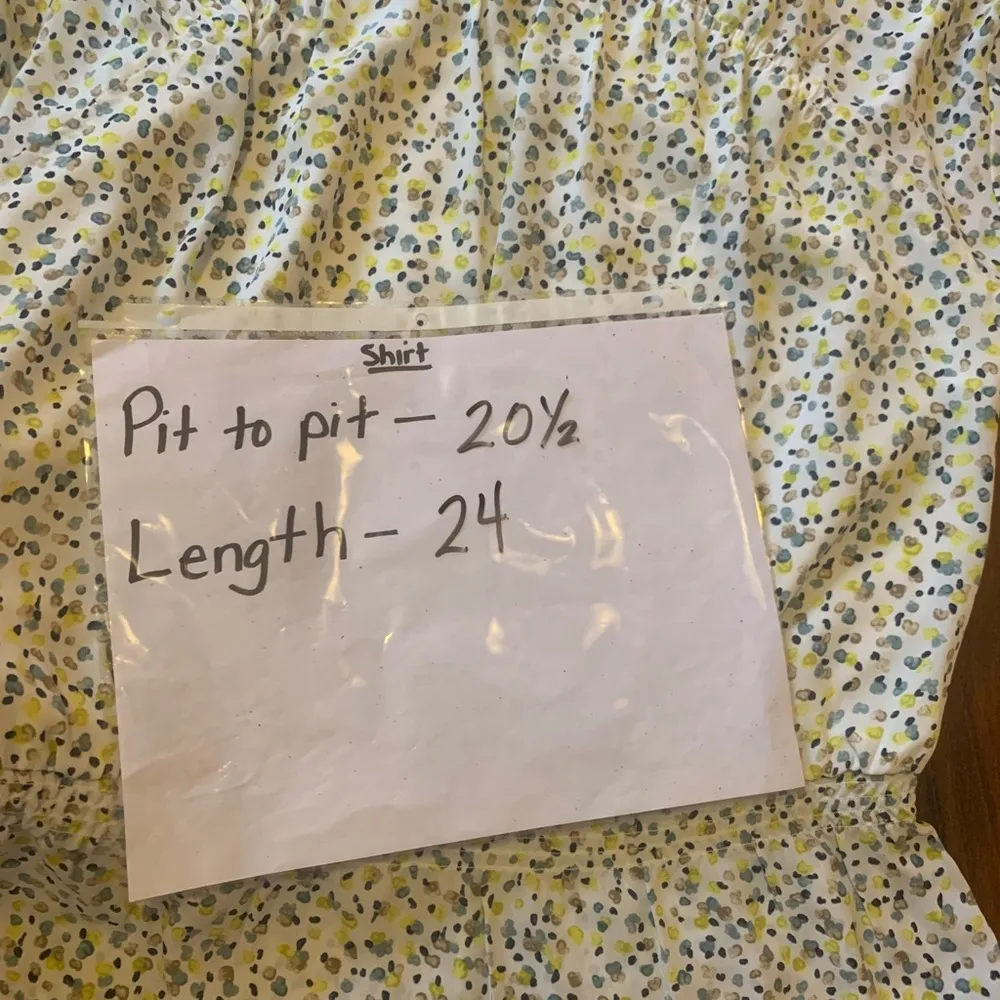 Shirt
Pit to pit - 20½
Length - 24